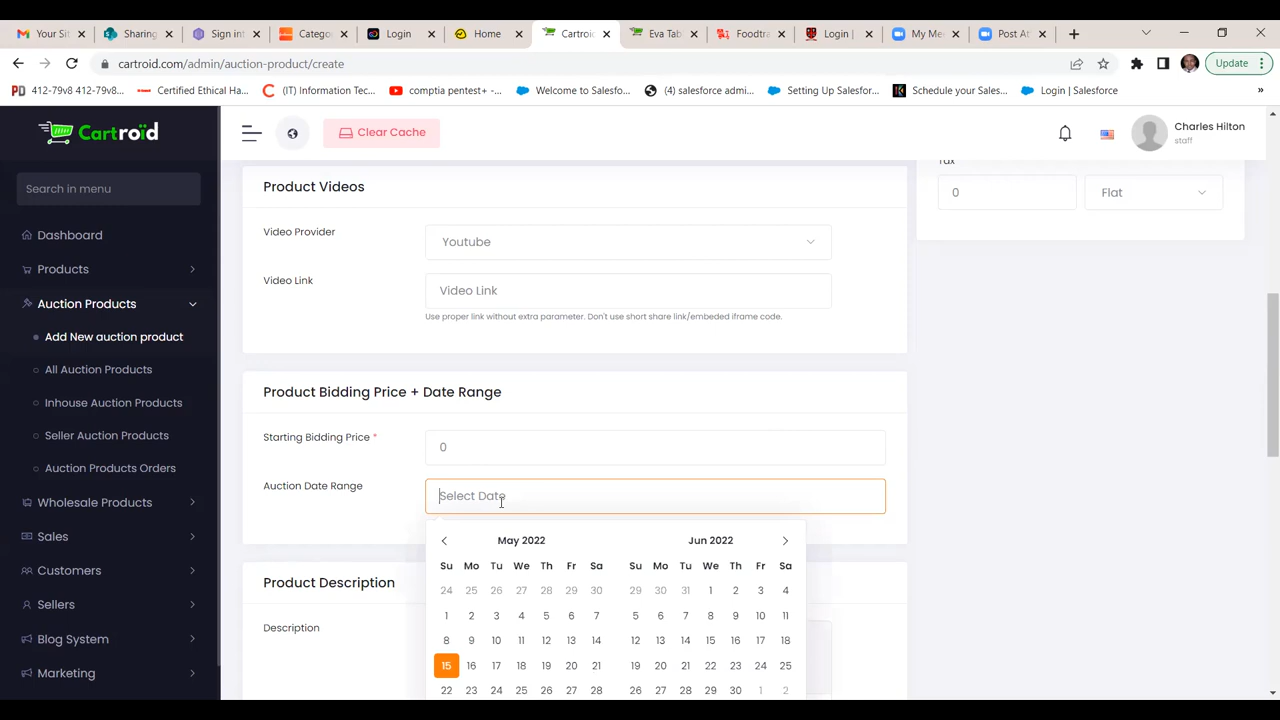 Your Sit
Sharing
Sign int
Categor
Login
Home
Cartroi
Eva Tab
Foodtra
Login |
My Me
Post At
cartroid.com/admin/auction-product/create
Update
412-79v8 412-79v8...
Certified Ethical Ha...
(IT) Information Tec...
comptia pentest+ -...
Welcome to Salesfo...
(4) salesforce admi...
Setting Up Salesfor...
Schedule your Sales...
Login | Salesforce
»
Cartroid
Clear Cache
Charles Hilton
staff
Search in menu
Dashboard
Products
Auction Products
Add New auction product
All Auction Products
Inhouse Auction Products
Seller Auction Products
Auction Products Orders
Wholesale Products
Sales
Customers
Sellers
Blog System
Marketing
Product Videos
Video Provider
Youtube
Video Link
Video Link
Use proper link without extra parameter. Don't use short share link/embeded iframe code.
Tax
0
Flat
Product Bidding Price + Date Range
Starting Bidding Price *
0
Auction Date Range
Select Date
May 2022
Su Mo Tu We Th Fr Sa
24 25 26 27 28 29 30
1 2 3 4 5 6 7
8 9 10 11 12 13 14
15 16 17 18 19 20 21
22 23 24 25 26 27 28
Jun 2022
Su Mo Tu We Th Fr Sa
29 30 31 1 2 3 4
5 6 7 8 9 10 11
12 13 14 15 16 17 18
19 20 21 22 23 24 25
26 27 28 29 30 1 2
Product Description
Description